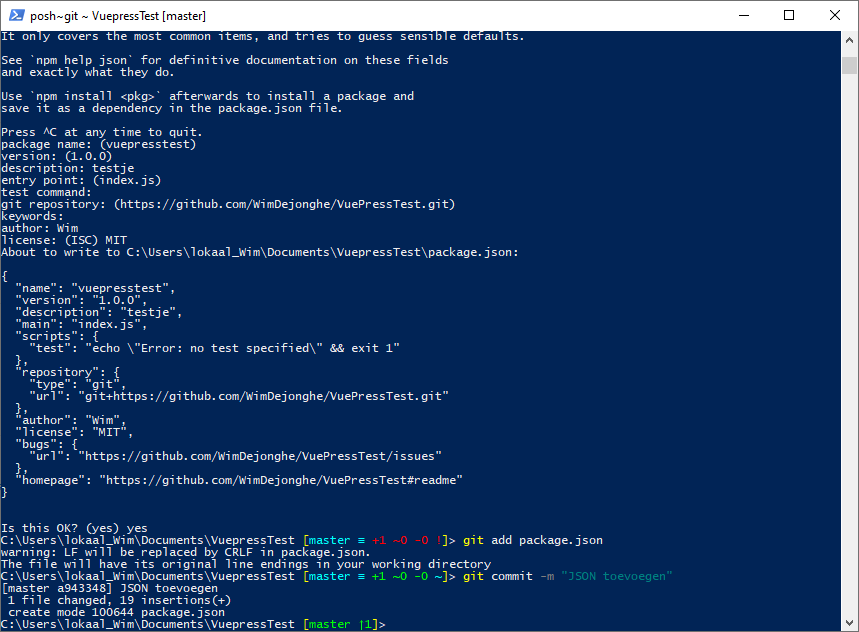 posh~git ~ VuepressTest [master]
It only covers the most common items, and tries to guess sensible defaults.
See `npm help json` for definitive documentation on these fields
and exactly what they do.
Use `npm install <pkg>` afterwards to install a package and
save it as a dependency in the package.json file.
Press ^C at any time to quit.
package name: (vuepresstest)
version: (1.0.0)
description: testje
entry point: (index.js)
test command:
git repository: (https://github.com/WimDejonghe/VuePressTest.git)
keywords:
author: Wim
license: (ISC) MIT
About to write to C:\Users\lokaal_Wim\Documents\VuepressTest\package.json:
{
  "name": "vuepresstest",
  "version": "1.0.0",
  "description": "testje",
  "main": "index.js",
  "scripts": {
    "test": "echo \"Error: no test specified\" && exit 1"
  },
  "repository": {
    "type": "git",
    "url": "git+https://github.com/WimDejonghe/VuePressTest.git"
  },
  "author": "Wim",
  "license": "MIT",
  "bugs": {
    "url": "https://github.com/WimDejonghe/VuePressTest/issues"
  },
  "homepage": "https://github.com/WimDejonghe/VuePressTest#readme"
}
Is this OK? (yes) yes
C:\Users\lokaal_Wim\Documents\VuepressTest [master ≡ +1 ~0 -0 !]> git add package.json
warning: LF will be replaced by CRLF in package.json.
The file will have its original line endings in your working directory
C:\Users\lokaal_Wim\Documents\VuepressTest [master ≡ +1 ~0 -0 ~]> git commit -m "JSON toevoegen"
[master a943348] JSON toevoegen
 1 file changed, 19 insertions(+)
 create mode 100644 package.json
C:\Users\lokaal_Wim\Documents\VuepressTest [master ↑1]>